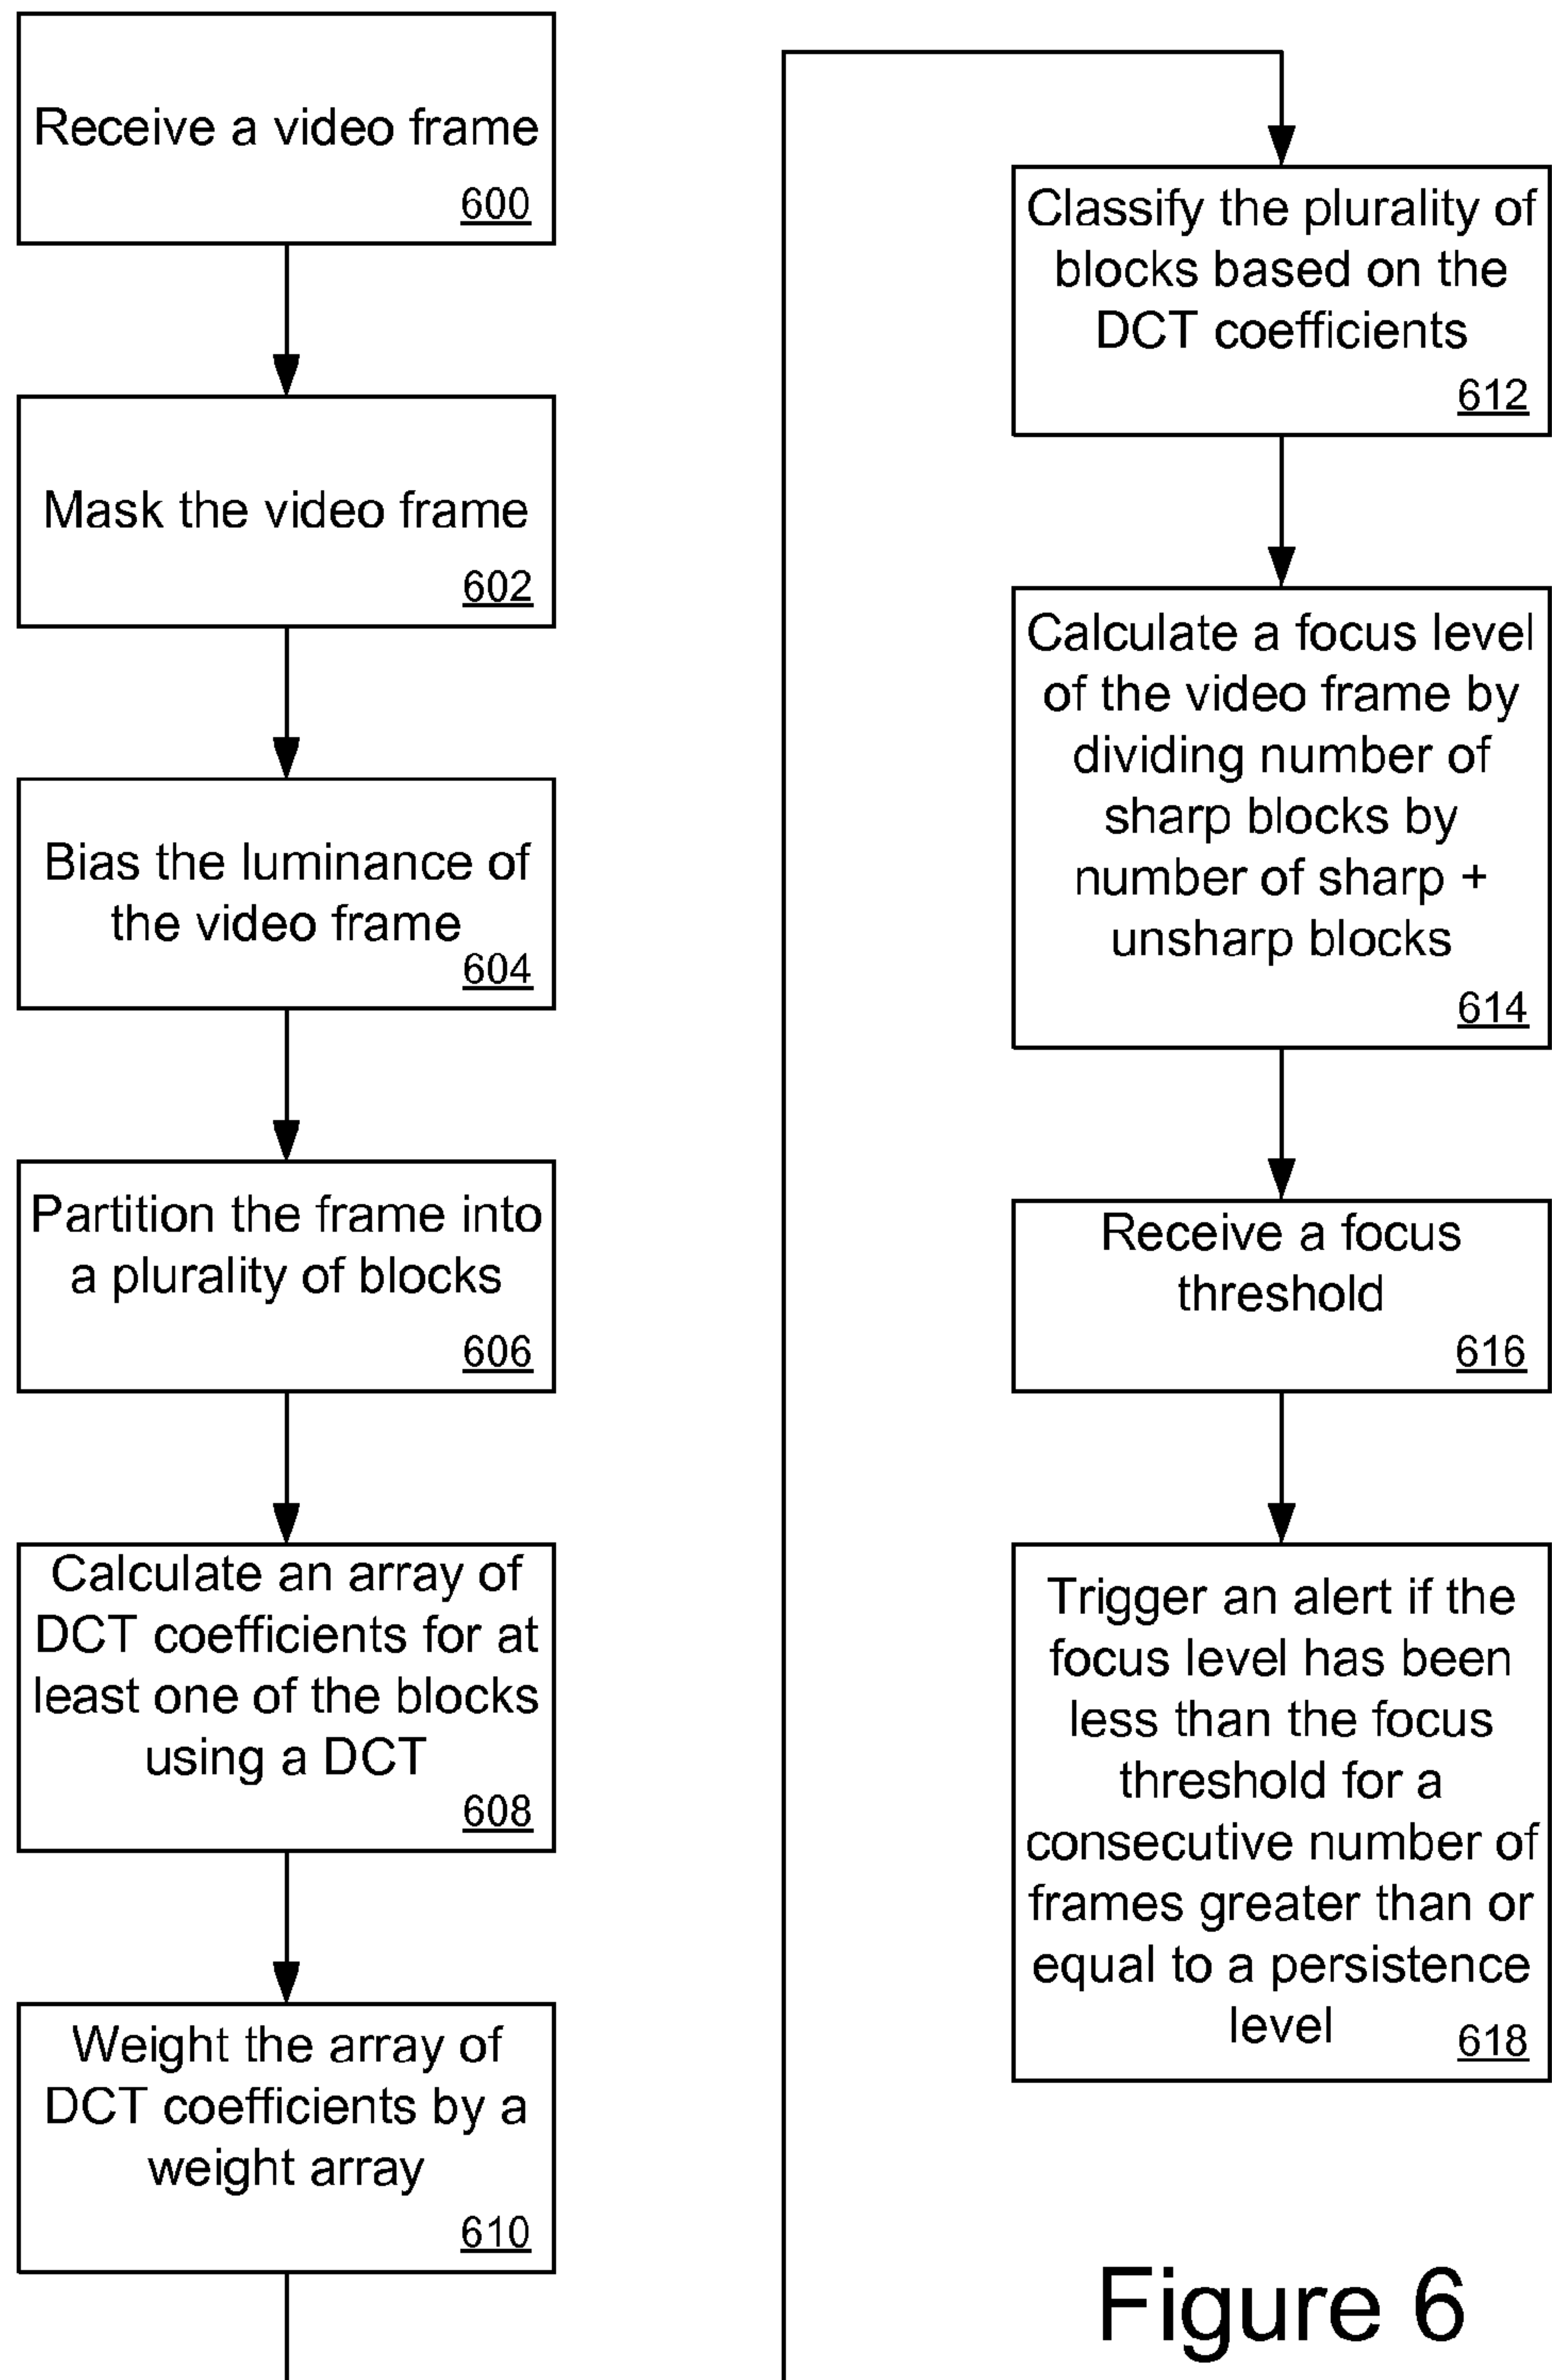 Receive a video frame
600
Mask the video frame
602
Bias the luminance of
the video frame
604
Partition the frame into
a plurality of blocks
606
Calculate an array of
DCT coefficients for at
least one of the blocks
using a DCT
608
Weight the array of
DCT coefficients by a
weight array
610
Classify the plurality of
blocks based on the
DCT coefficients
612
Calculate a focus level
of the video frame by
dividing number of
sharp blocks by
number of sharp +
unsharp blocks
614
Receive a focus
threshold
616
Trigger an alert if the
focus level has been
less than the focus
threshold for a
consecutive number of
frames greater than or
equal to a persistence
level
618
Figure 6